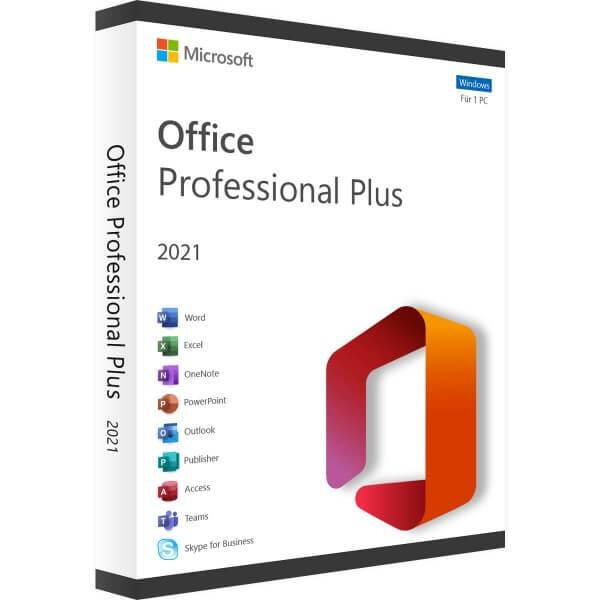 Microsoft
Windows
Für 1 PC
Office
Professional Plus
2021
W Word
X Excel
N OneNote
P PowerPoint
O Outlook
P Publisher
A Access
T Teams
S Skype for Business
Office Professional Plus 2021